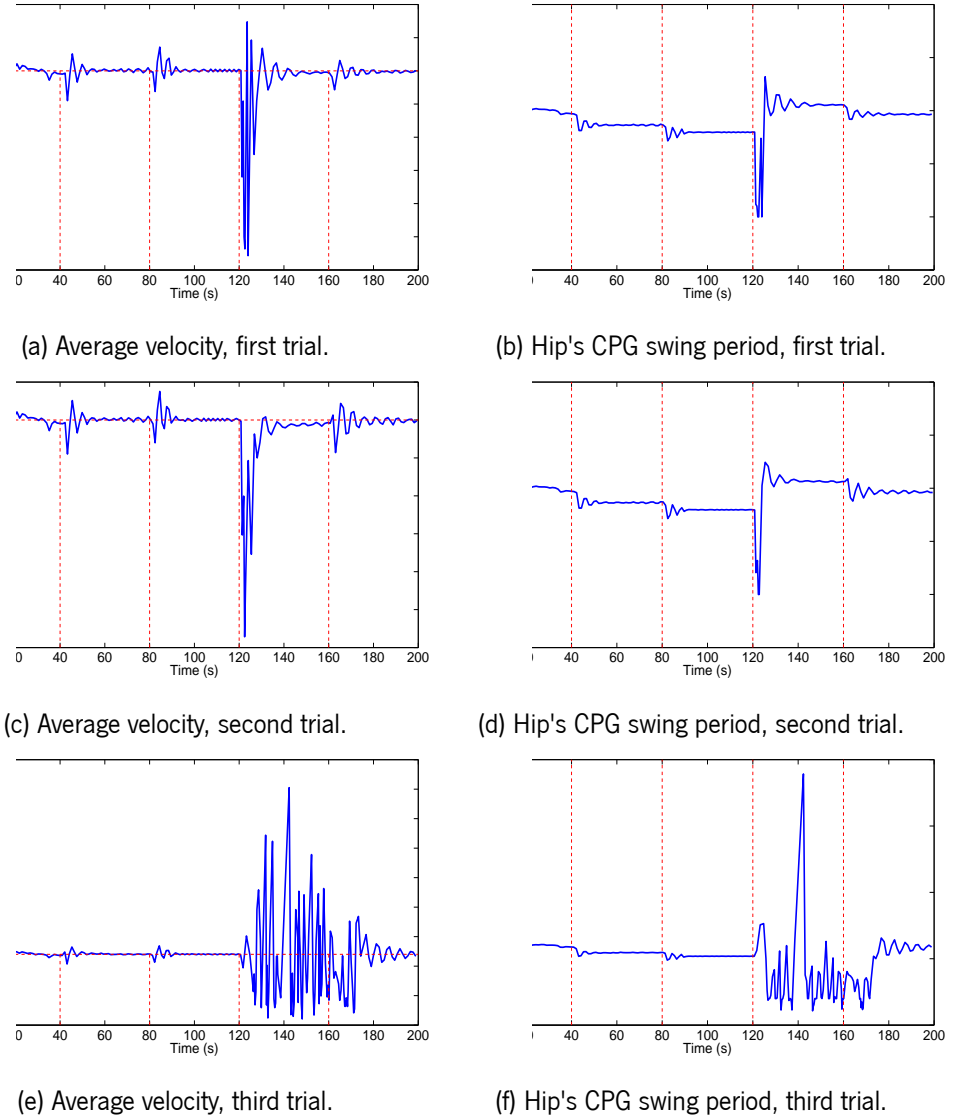 0 40 60 80 100 120 140 160 180 200
Time (s)
40 60 80 100 120 140 160 180 200
Time (s)
(a) Average velocity, first trial.
(b) Hip's CPG swing period, first trial.
0 40 60 80 100 120 140 160 180 200
Time (s)
40 60 80 100 120 140 160 180 200
Time (s)
(c) Average velocity, second trial.
(d) Hip's CPG swing period, second trial.
0 40 60 80 100 120 140 160 180 200
Time (s)
40 60 80 100 120 140 160 180 200
Time (s)
(e) Average velocity, third trial.
(f) Hip's CPG swing period, third trial.